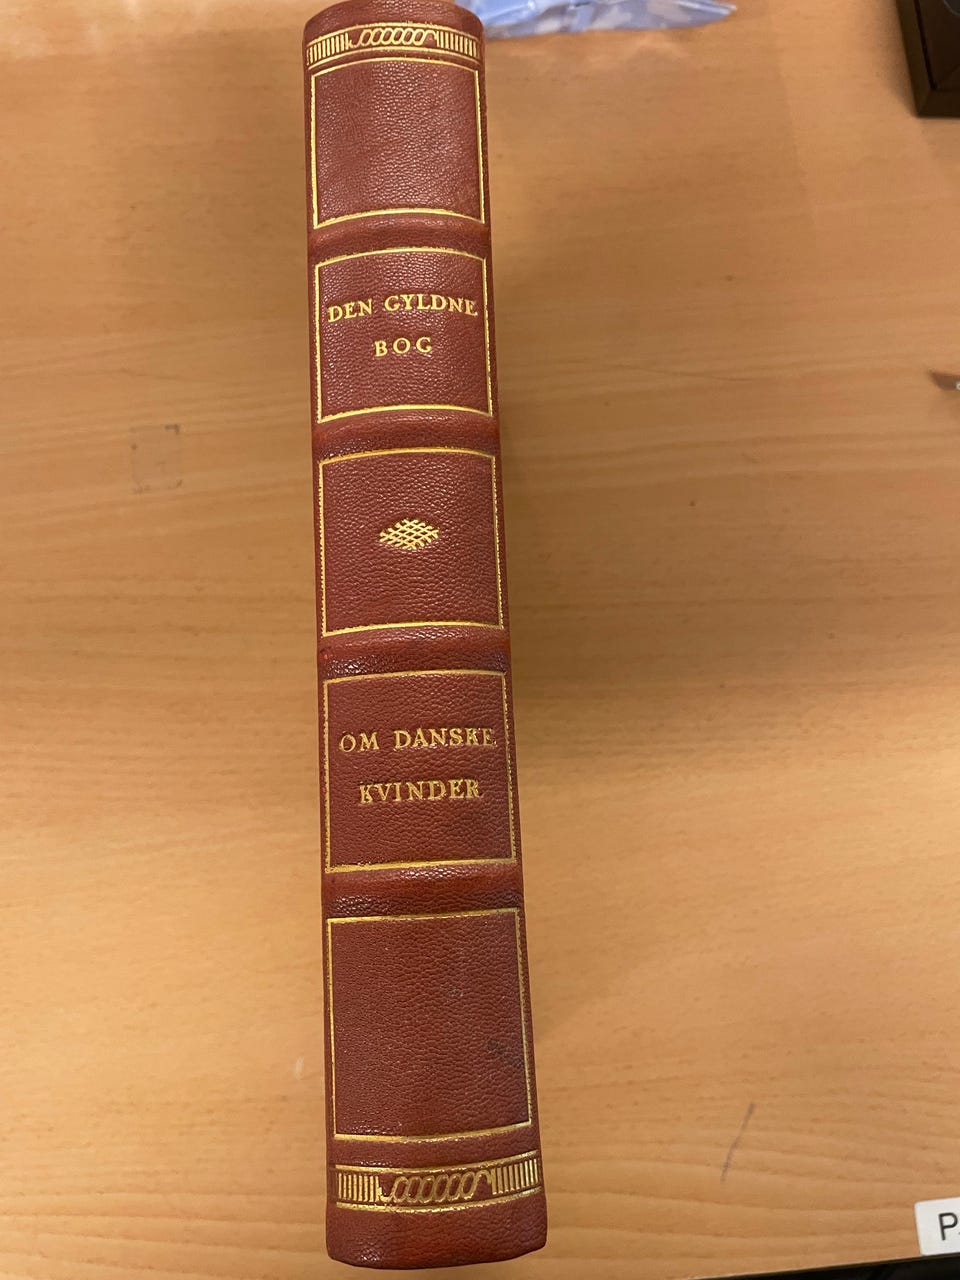 DEN GYLDNE
BOG
OM DANSKE
KVINDER